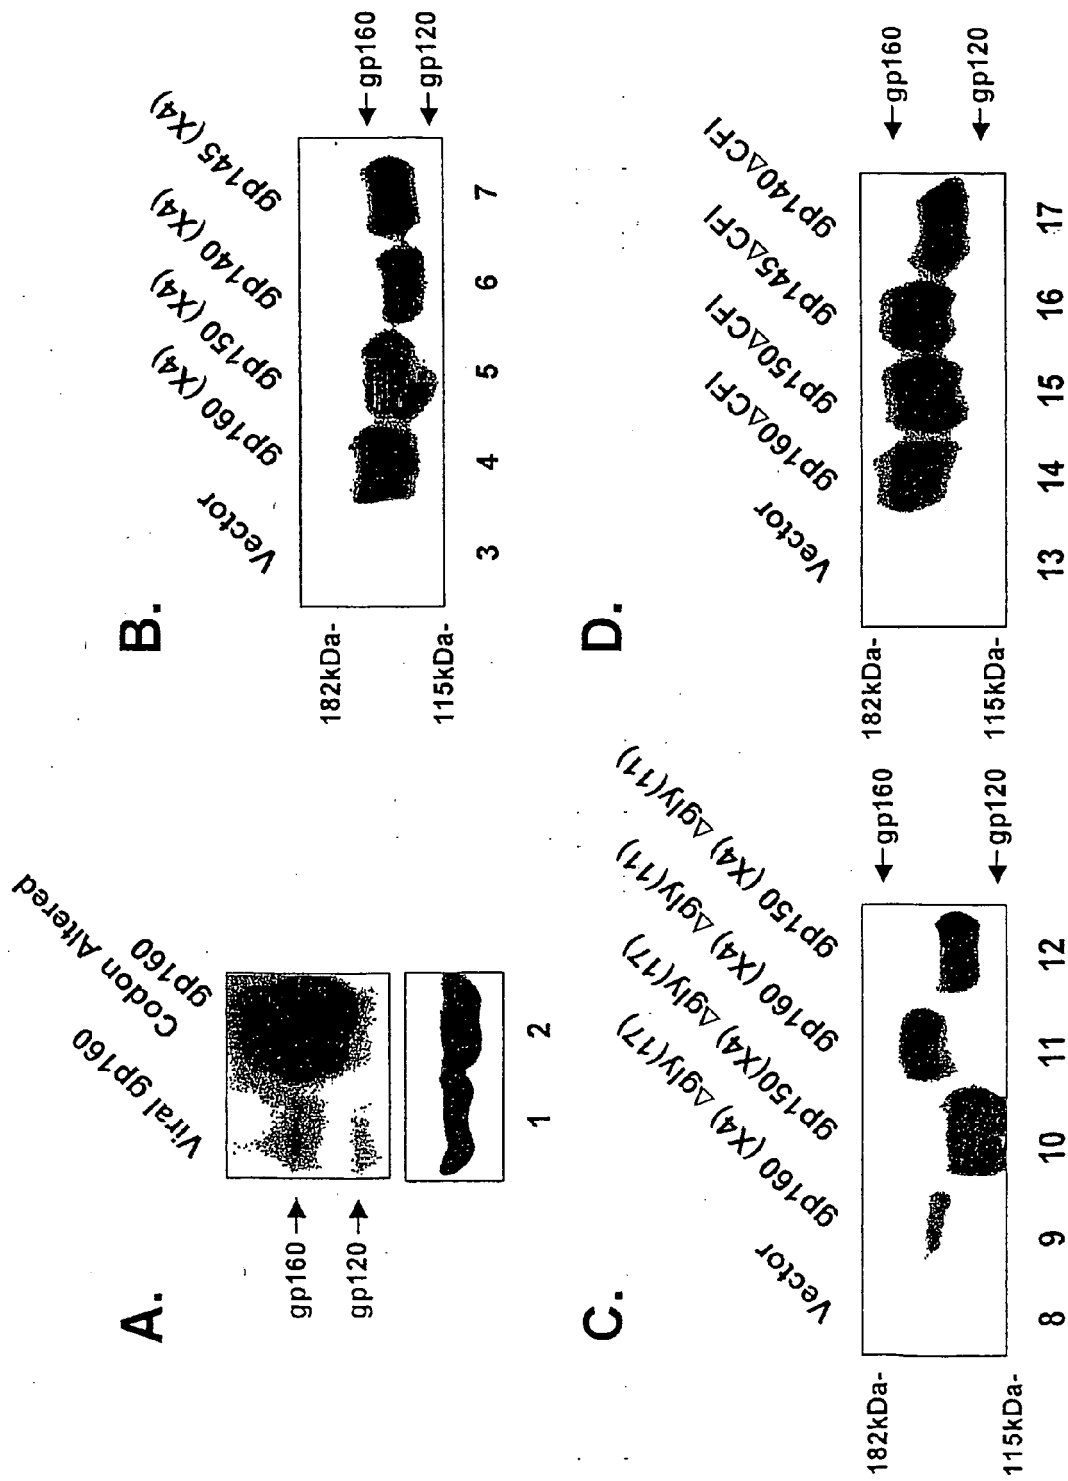 A.
Viral gp160
Codon Altered
gp160
gp160
gp120
1 2
B.
Vector
gp160 (X4)
gp150 (X4)
gp140 (X4)
gp145 (X4)
182kDa-
115kDa-
gp160
gp120
3 4 5 6 7
C.
Vector
gp160 (X4) Δgly(17)
gp150(X4) Δgly(17)
gp160 (X4) Δgly(11)
gp150 (X4) Δgly(11)
182kDa-
115kDa-
gp160
gp120
8 9 10 11 12
D.
Vector
gp160ΔCFI
gp150ΔCFI
gp145ΔCFI
gp140ΔCFI
182kDa-
115kDa-
gp160
gp120
13 14 15 16 17